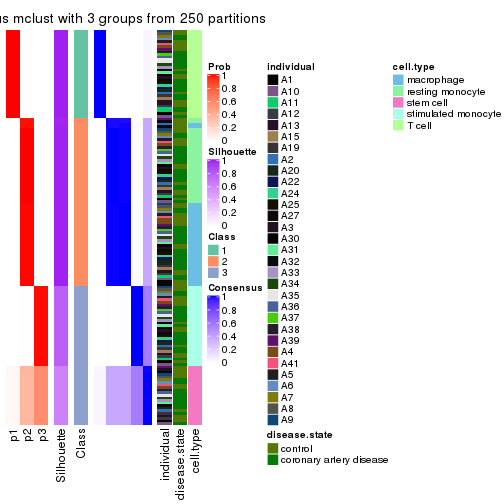 us mclust with 3 groups from 250 partitions
Prob
1
0.8
0.6
0.4
0.2
0
Silhouette
1
0.8
0.6
0.4
0.2
0
Class
1
2
3
Consensus
1
0.8
0.6
0.4
0.2
0
individual
A1
A10
A11
A12
A13
A15
A19
A2
A20
A22
A24
A25
A27
A3
A30
A31
A32
A33
A34
A35
A36
A37
A38
A39
A4
A41
A5
A6
A7
A8
A9
disease.state
control
coronary artery disease
cell.type
macrophage
resting monocyte
stem cell
stimulated monocyte
T cell
p1
p2
p3
Silhouette
Class
individual
disease.state
cell.type